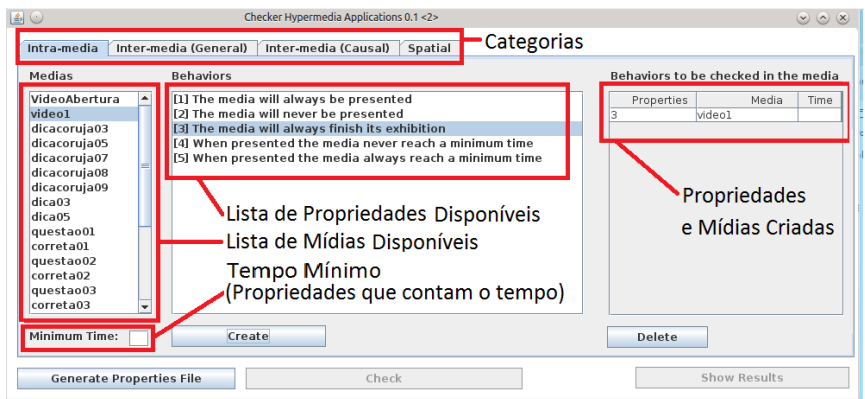 Checker Hypermedia Applications 0.1 <2>
Intra-media Inter-media (General) Inter-media (Causal) Spatial
Categorias
Medias
Behaviors
Behaviors to be checked in the media
VideoAbertura
video1
dicacoruja03
dicacoruja05
dicacoruja07
dicacoruja08
dicacoruja09
dica03
dica05
questao01
correta01
questao02
correta02
questao03
correta03
[1] The media will always be presented
[2] The media will never be presented
[3] The media will always finish its exhibition
[4] When presented the media never reach a minimum time
[5] When presented the media always reach a minimum time
Properties Media Time
3 video1
Lista de Propriedades Disponíveis
Lista de Mídias Disponíveis
Tempo Mínimo
(Propriedades que contam o tempo)
Propriedades
e Mídias Criadas
Minimum Time:
Create
Delete
Generate Properties File
Check
Show Results